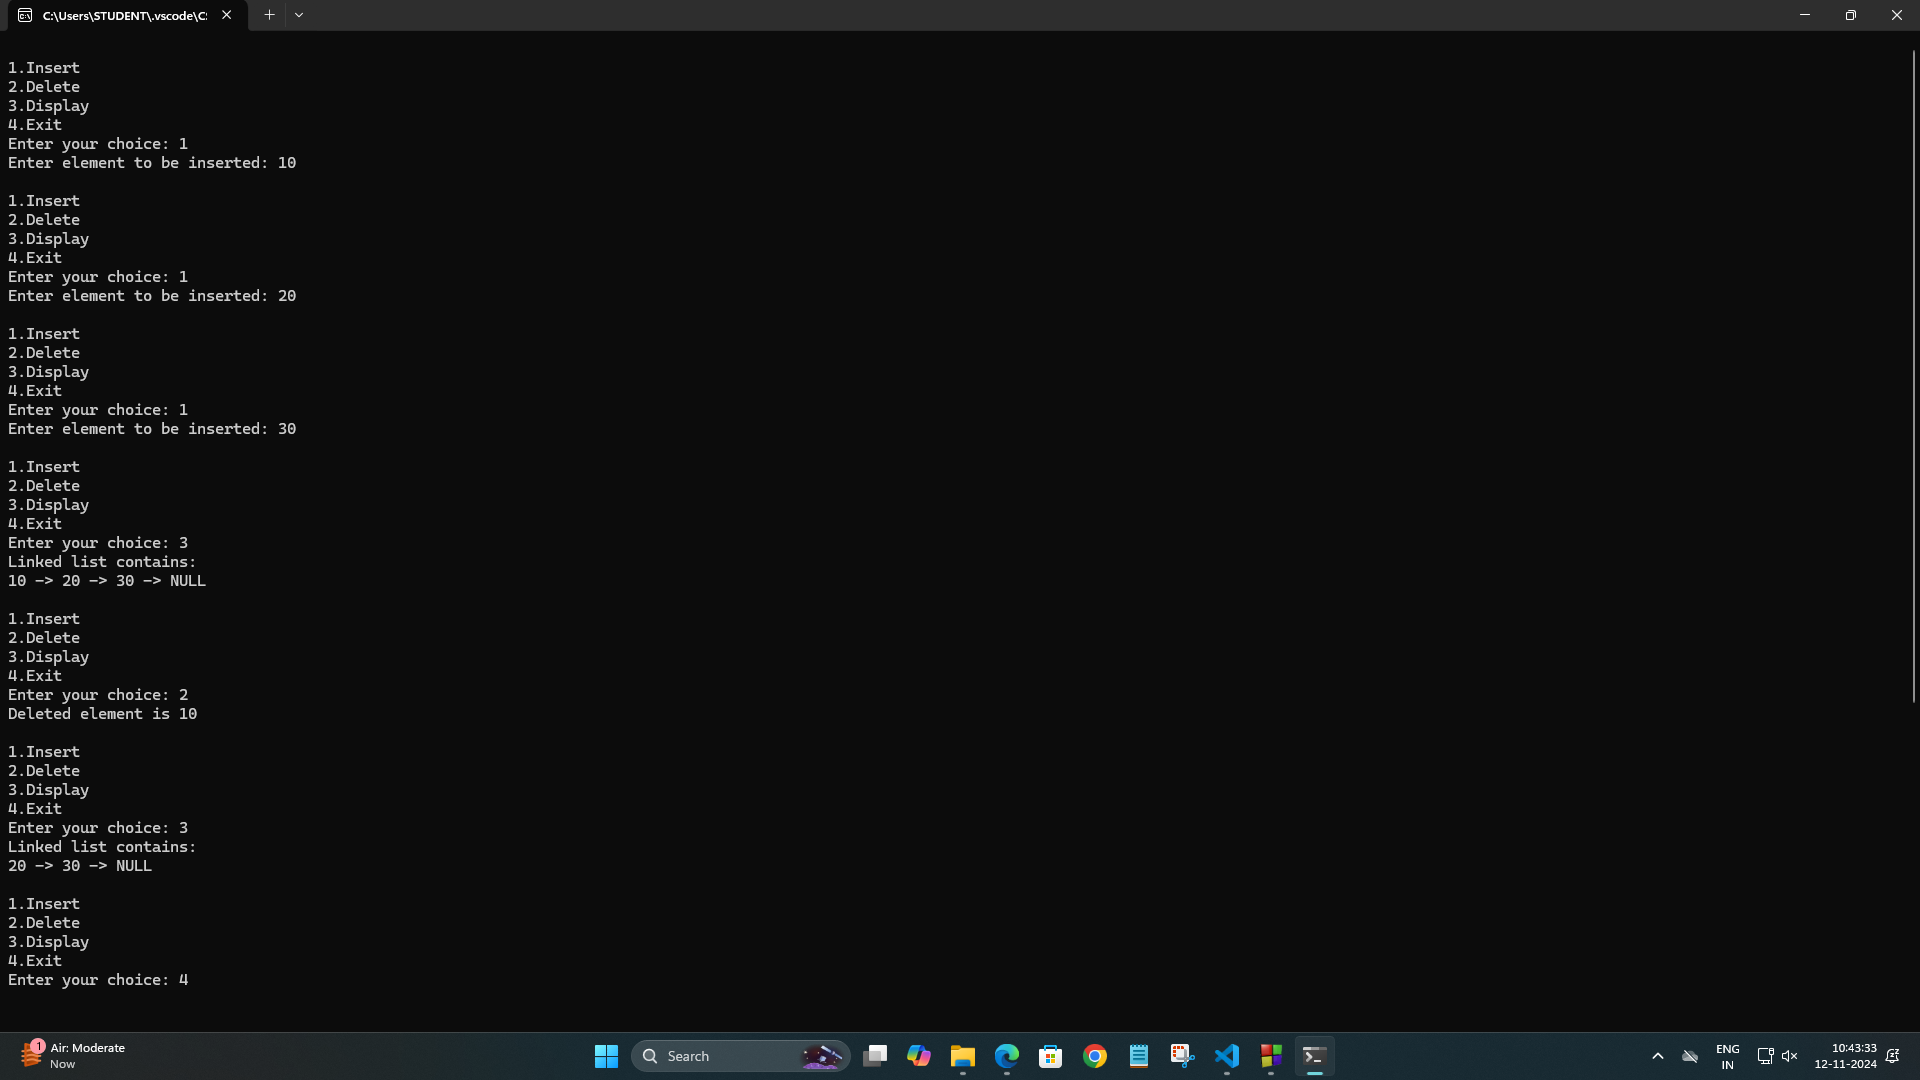 C:\Users\STUDENT\.vscode\C
1.Insert
2.Delete
3.Display
4.Exit
Enter your choice: 1
Enter element to be inserted: 10
1.Insert
2.Delete
3.Display
4.Exit
Enter your choice: 1
Enter element to be inserted: 20
1.Insert
2.Delete
3.Display
4.Exit
Enter your choice: 1
Enter element to be inserted: 30
1.Insert
2.Delete
3.Display
4.Exit
Enter your choice: 3
Linked list contains:
10 -> 20 -> 30 -> NULL
1.Insert
2.Delete
3.Display
4.Exit
Enter your choice: 2
Deleted element is 10
1.Insert
2.Delete
3.Display
4.Exit
Enter your choice: 3
Linked list contains:
20 -> 30 -> NULL
1.Insert
2.Delete
3.Display
4.Exit
Enter your choice: 4
1
Air: Moderate
Now
Search
ENG
IN
10:43:33
12-11-2024